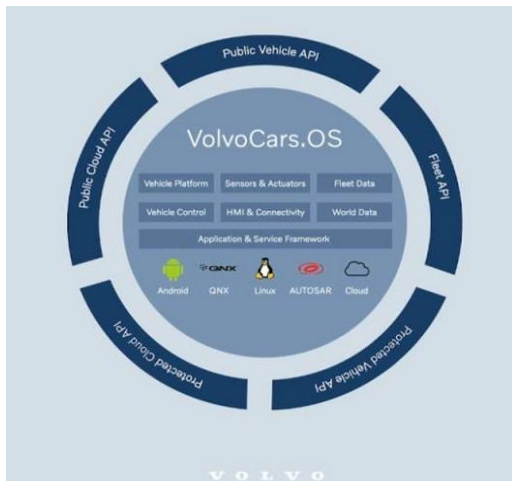 Public Vehicle API
Public Cloud API
Fleet API
VolvoCars.OS
Vehicle Platform
Sensors & Actuators
Fleet Data
Vehicle Control
HMI & Connectivity
World Data
Application & Service Framework
QNX
Android
QNX
Linux
AUTOSAR
Cloud
Protected Cloud API
Protected Vehicle API
VOLVO